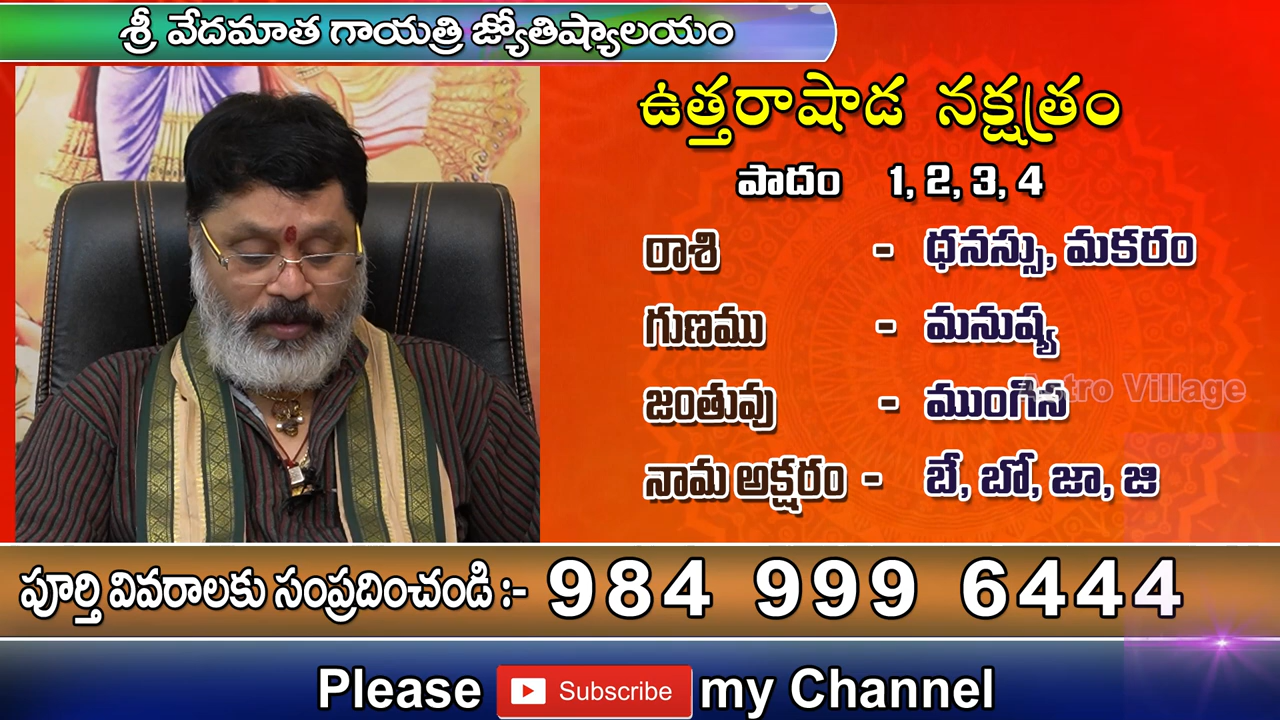 శ్రీ వేదమాత గాయత్రి జ్యోతిష్యాలయం
ఉత్తరాషాడ నక్షత్రం
పాదం 1, 2, 3, 4
రాశి - ధనస్సు, మకరం
గుణము - మనుష్య
జంతువు - ముంగిస
Astro Village
నామ అక్షరం - బే, బో, జా, జి
పూర్తి వివరాలకు సంప్రదించండి :- 984 999 6444
Please Subscribe my Channel